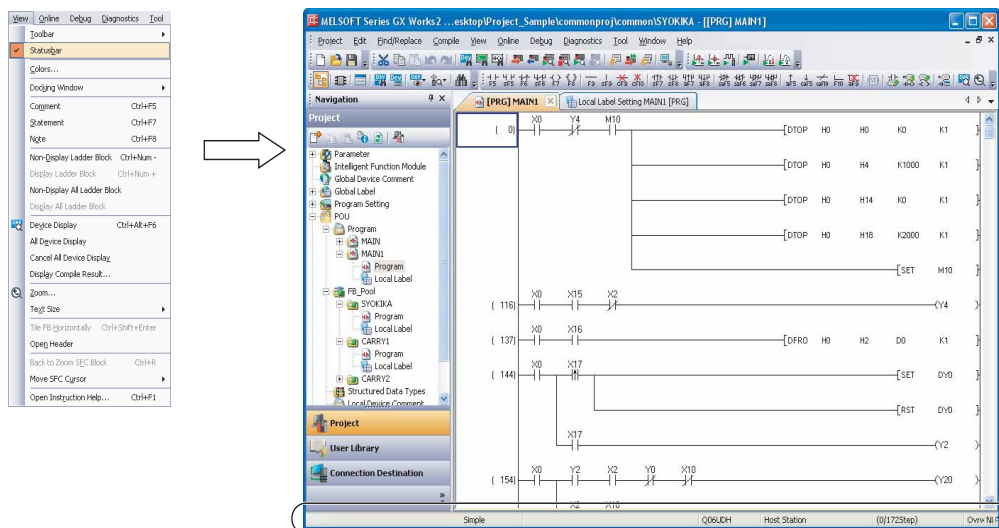 View Online Debug Diagnostics Tool
Toolbar
Statusbar
Colors...
Docking Window
Comment Ctrl+F5
Statement Ctrl+F7
Note Ctrl+F8
Non-Display Ladder Block Ctrl+Num -
Display Ladder Block Ctrl+Num +
Non-Display All Ladder Block
Display All Ladder Block
Device Display Ctrl+Alt+F6
All Device Display
Cancel All Device Display
Display Compile Result...
Zoom...
Text Size
Tile FB Horizontally Ctrl+Shift+Enter
Open Header
Back to Zoom SFC Block Ctrl+R
Move SFC Cursor
Open Instruction Help... Ctrl+F1
MELSOFT Series GX Works2 ...esktop\Project_Sample\commonproj\common\SYOKIKA - [[PRG] MAIN1]
Project Edit Find/Replace Compile View Online Debug Diagnostics Tool Window Help
Navigation
[PRG] MAIN1
Local Label Setting MAIN1 [PRG]
Project
Parameter
Intelligent Function Module
Global Device Comment
Global Label
Program Setting
POU
Program
MAIN
MAIN1
Program
Local Label
FB_Pool
SYOKIKA
Program
Local Label
CARRY1
Program
Local Label
CARRY2
Structured Data Types
Local Device Comment
Project
User Library
Connection Destination
( 0) X0 Y4 M10 [DTOP H0 H0 K0 K1 ]
[DTOP H0 H4 K1000 K1 ]
[DTOP H0 H14 K0 K1 ]
[DTOP H0 H18 K2000 K1 ]
[SET M10 ]
( 116) X0 X15 X2 (Y4 )
( 137) X0 X16 [DFRO H0 H2 D0 K1 ]
( 144) X0 X17 [SET DY0 ]
[RST DY0 ]
X17 (Y2 )
( 154) X0 Y2 X2 Y0 X10 (Y20 )
Simple Q06UDH Host Station (0/172Step) Ovrw